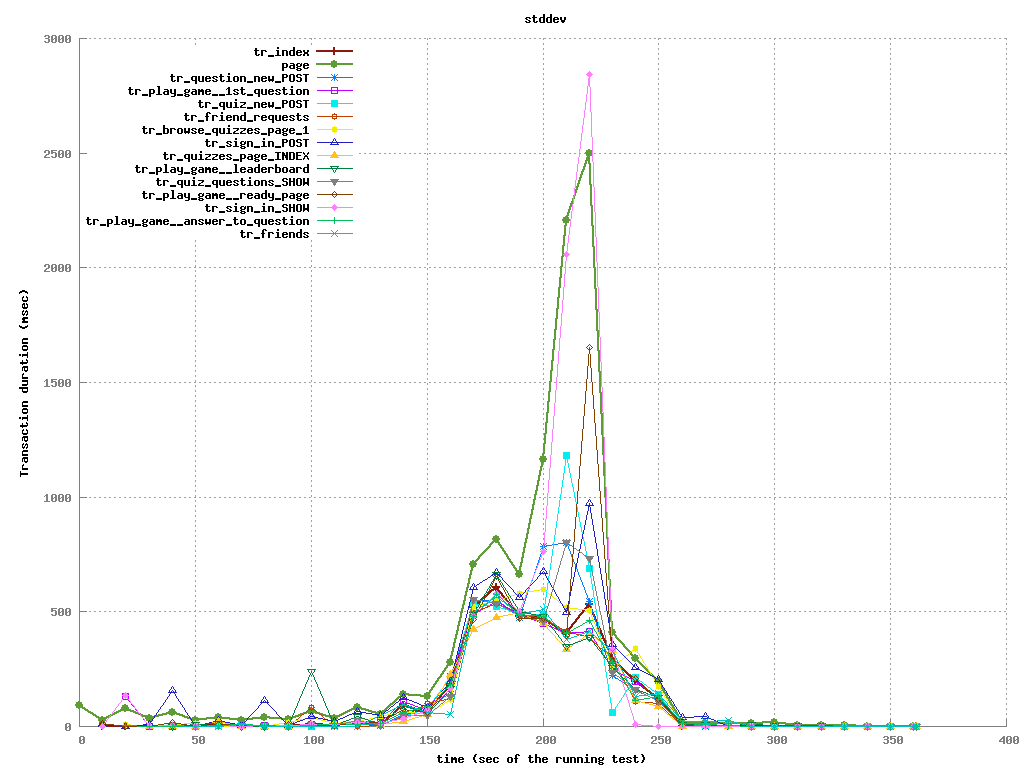 stddev
3000
2500
2000
1500
1000
500
0
Transaction duration (msec)
tr_index
page
tr_question_new_POST
tr_play_game__1st_question
tr_quiz_new_POST
tr_friend_requests
tr_browse_quizzes_page_1
tr_sign_in_POST
tr_quizzes_page_INDEX
tr_play_game__leaderboard
tr_quiz_questions_SHOW
tr_play_game__ready_page
tr_sign_in_SHOW
tr_play_game__answer_to_question
tr_friends
0 50 100 150 200 250 300 350 400
time (sec of the running test)